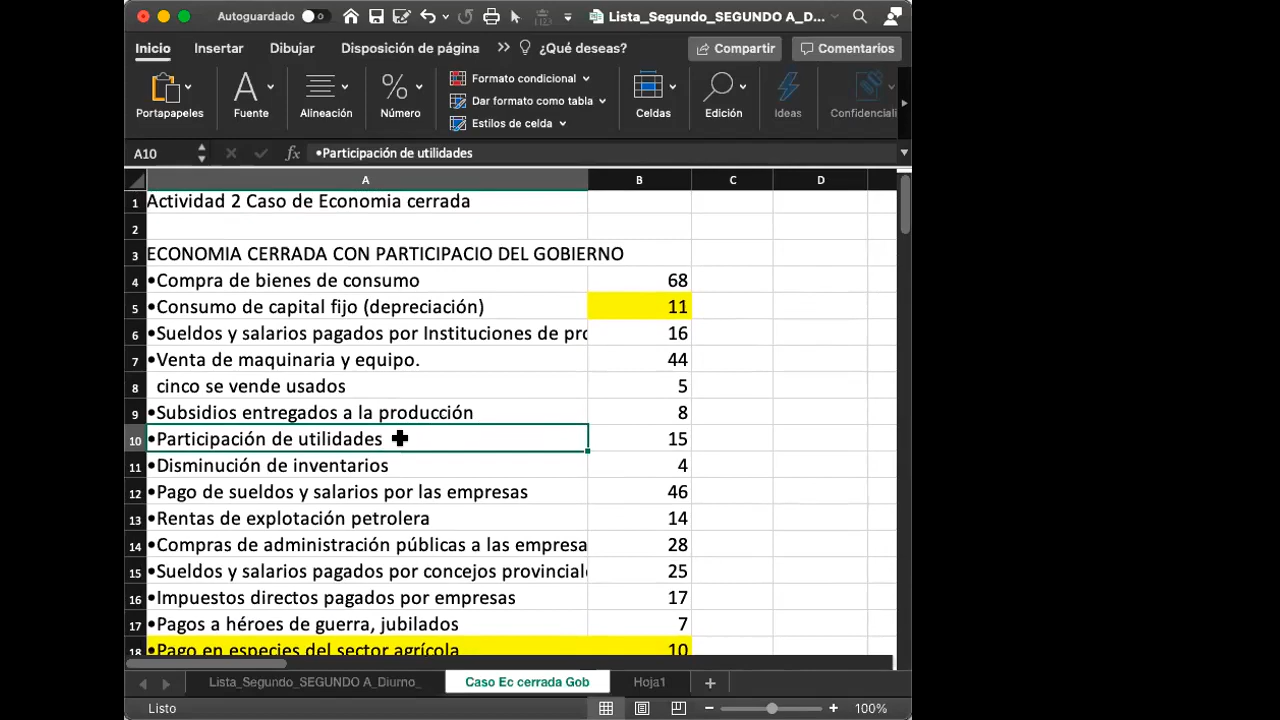 Autoguardado
Lista_Segundo_SEGUNDO A_D...
Inicio Insertar Dibujar Disposición de página >> ¿Qué deseas? Compartir Comentarios
Portapapeles Fuente Alineación Número Formato condicional Celdas Edición Ideas Confidenciali
Dar formato como tabla
Estilos de celda
A10 fx •Participación de utilidades
A B C D
1 Actividad 2 Caso de Economia cerrada
2
3 ECONOMIA CERRADA CON PARTICIPACIO DEL GOBIERNO
4 •Compra de bienes de consumo 68
5 •Consumo de capital fijo (depreciación) 11
6 •Sueldos y salarios pagados por Instituciones de pro 16
7 •Venta de maquinaria y equipo. 44
8 cinco se vende usados 5
9 •Subsidios entregados a la producción 8
10 •Participación de utilidades 15
11 •Disminución de inventarios 4
12 •Pago de sueldos y salarios por las empresas 46
13 •Rentas de explotación petrolera 14
14 •Compras de administración públicas a las empresa 28
15 •Sueldos y salarios pagados por concejos provinciale 25
16 •Impuestos directos pagados por empresas 17
17 •Pagos a héroes de guerra, jubilados 7
18 •Pago en especies del sector agrícola 10
Lista_Segundo_SEGUNDO A_Diurno_ Caso Ec cerrada Gob Hoja1 +
Listo 100%